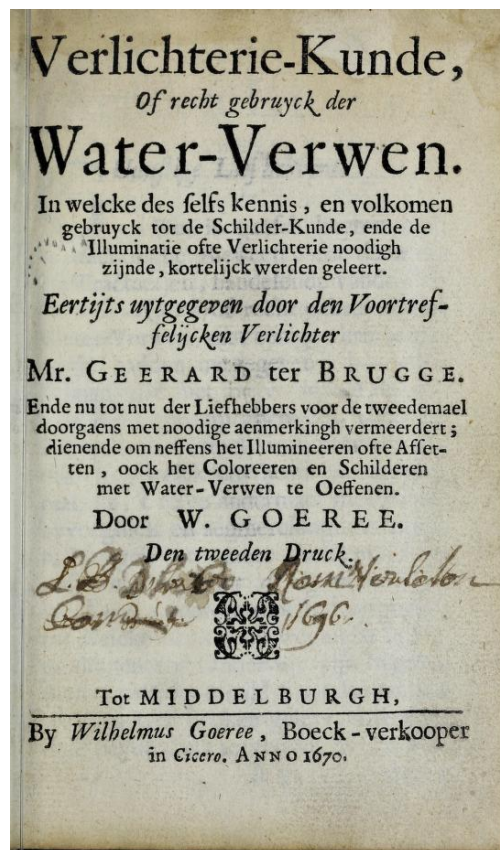 Verlichterie-Kunde,
Of recht gebruyck der
Water-Verwen.
In welcke des selfs kennis, en volkomen
gebruyck tot de Schilder-Kunde, ende de
Illuminatie ofte Verlichterie noodigh
zijnde, kortelijck werden geleert.
Eertijts uytgegeven door den Voortref-
felijcken Verlichter
Mr. GEERARD ter BRUGGE.
Ende nu tot nut der Liefhebbers voor de tweedemael
doorgaens met noodige aenmerkingh vermeerdert;
dienende om neffens het Illumineeren ofte Affet-
ten, oock het Coloreeren en Schilderen
met Water-Verwen te Oeffenen.
Door W. GOEREE.
Den tweeden Druck.
1696.
Tot MIDDELBURGH,
By Wilhelmus Goeree, Boeck-verkooper
in Cicero. ANNO 1670.